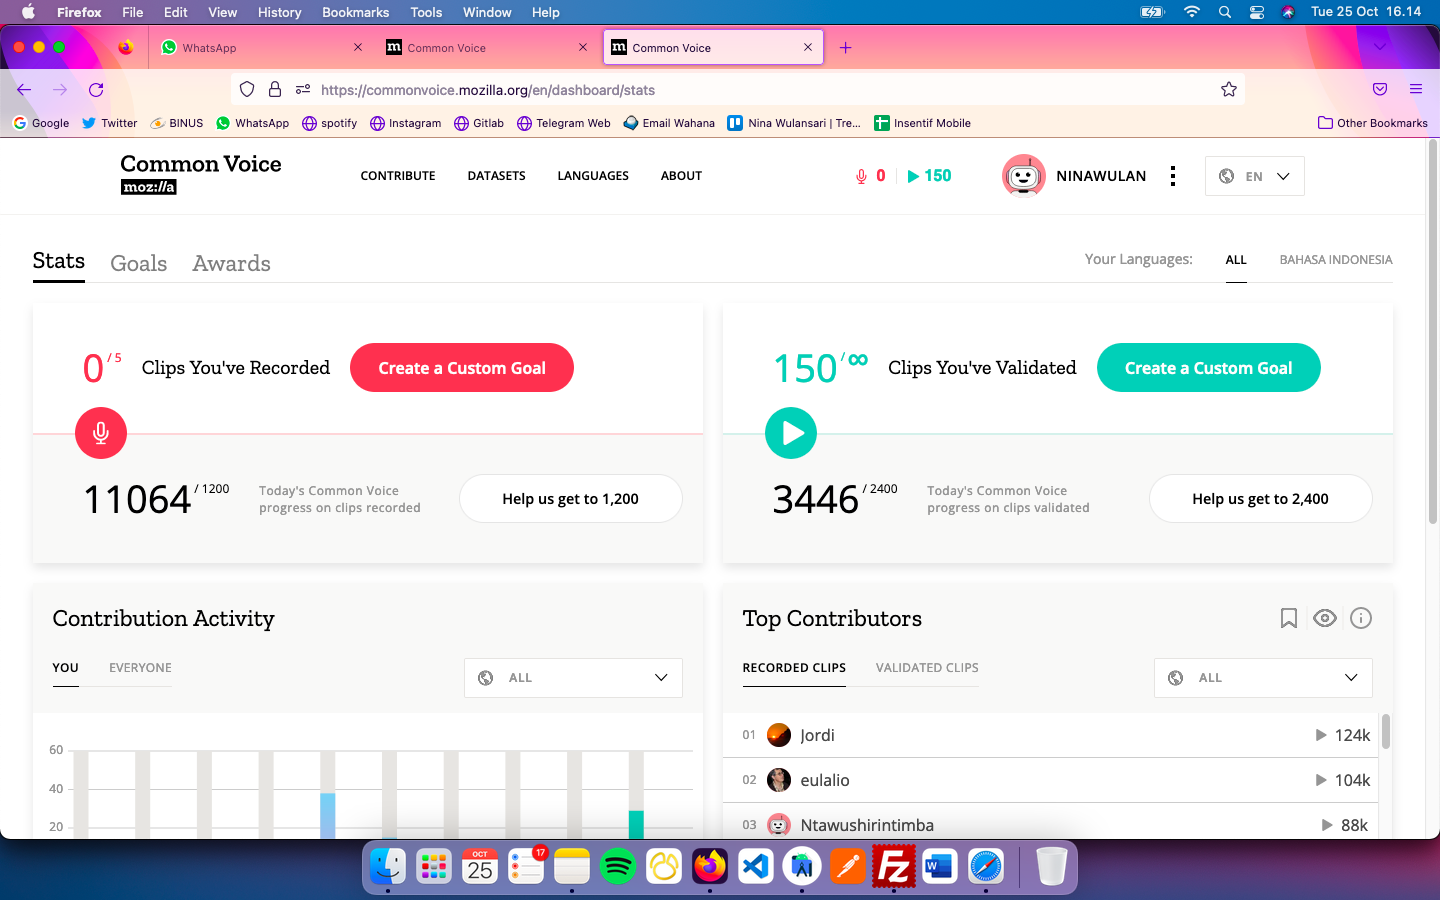 Firefox File Edit View History Bookmarks Tools Window Help Tue 25 Oct 16.14
WhatsApp Common Voice Common Voice
https://commonvoice.mozilla.org/en/dashboard/stats
Google Twitter BINUS WhatsApp spotify Instagram Gitlab Telegram Web Email Wahana Nina Wulansari | Tre... Insentif Mobile Other Bookmarks
Common Voice
moz://a
CONTRIBUTE DATASETS LANGUAGES ABOUT 0 150 NINAWULAN EN
Stats Goals Awards Your Languages: ALL BAHASA INDONESIA
0 / 5 Clips You've Recorded Create a Custom Goal
150 / ∞ Clips You've Validated Create a Custom Goal
11064 / 1200 Today's Common Voice
progress on clips recorded
Help us get to 1,200
3446 / 2400 Today's Common Voice
progress on clips validated
Help us get to 2,400
Contribution Activity
YOU EVERYONE ALL
60
40
20
Top Contributors
RECORDED CLIPS VALIDATED CLIPS ALL
01 Jordi 124k
02 eulalio 104k
03 Ntawushirintimba 88k
OCT
25
17